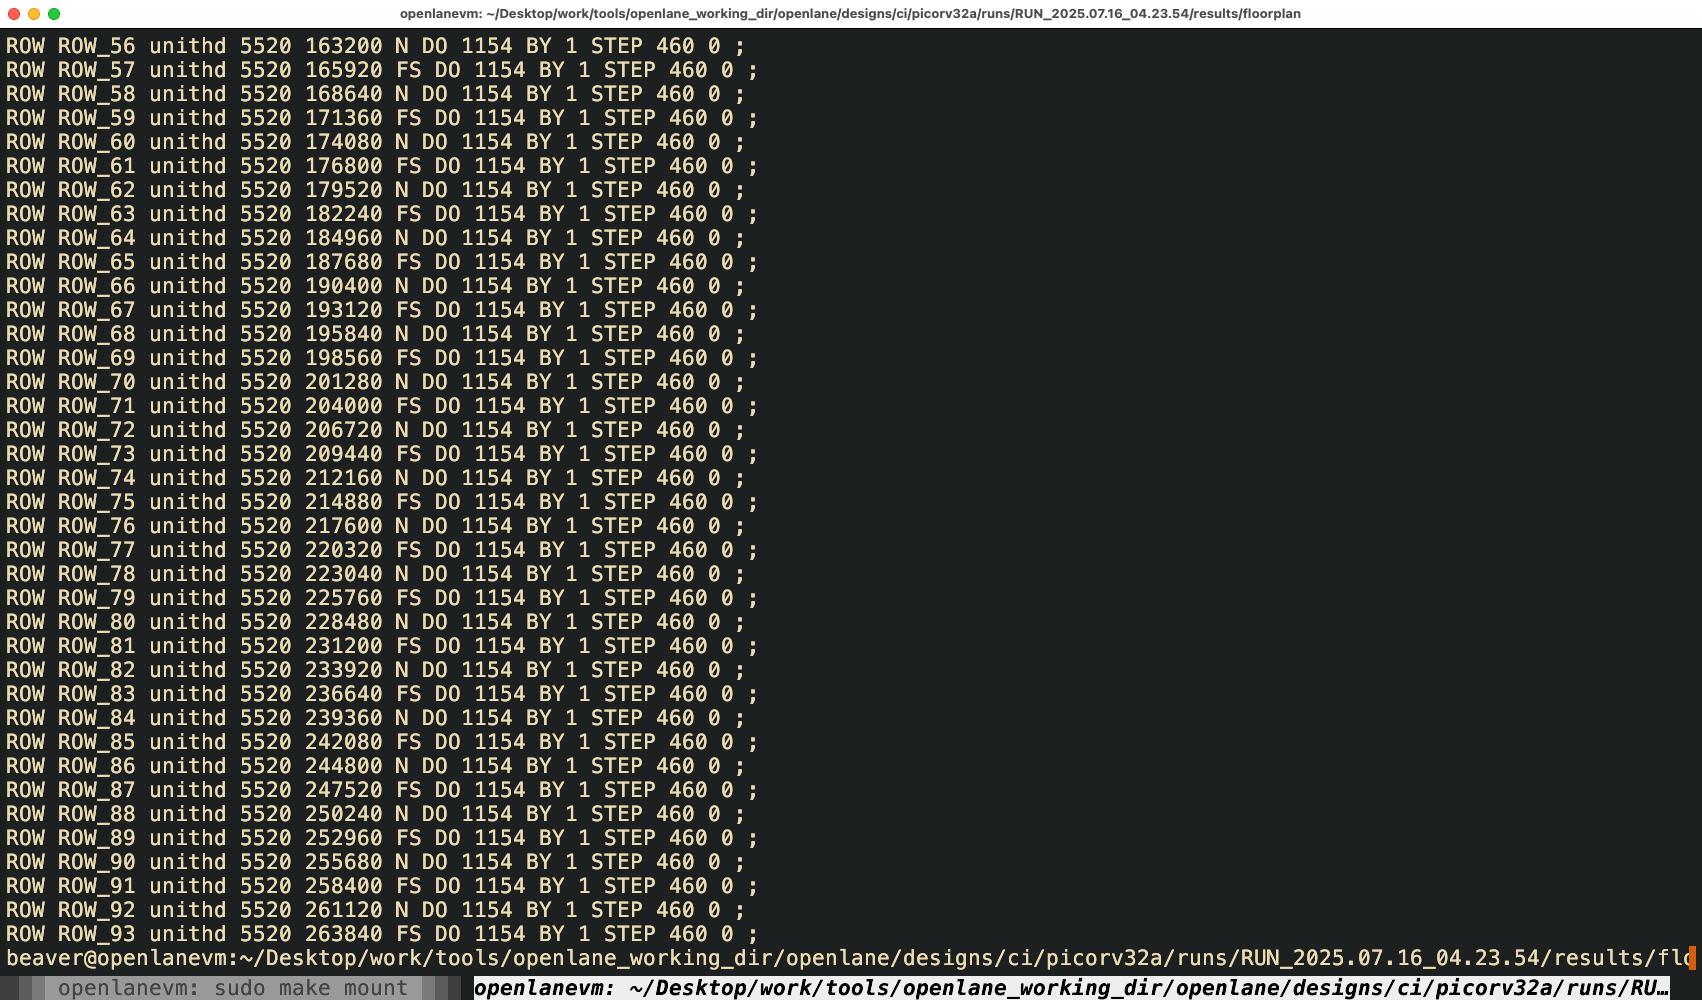 openlanevm: ~/Desktop/work/tools/openlane_working_dir/openlane/designs/ci/picorv32a/runs/RUN_2025.07.16_04.23.54/results/floorplan
ROW ROW_56 unithd 5520 163200 N DO 1154 BY 1 STEP 460 0 ;
ROW ROW_57 unithd 5520 165920 FS DO 1154 BY 1 STEP 460 0 ;
ROW ROW_58 unithd 5520 168640 N DO 1154 BY 1 STEP 460 0 ;
ROW ROW_59 unithd 5520 171360 FS DO 1154 BY 1 STEP 460 0 ;
ROW ROW_60 unithd 5520 174080 N DO 1154 BY 1 STEP 460 0 ;
ROW ROW_61 unithd 5520 176800 FS DO 1154 BY 1 STEP 460 0 ;
ROW ROW_62 unithd 5520 179520 N DO 1154 BY 1 STEP 460 0 ;
ROW ROW_63 unithd 5520 182240 FS DO 1154 BY 1 STEP 460 0 ;
ROW ROW_64 unithd 5520 184960 N DO 1154 BY 1 STEP 460 0 ;
ROW ROW_65 unithd 5520 187680 FS DO 1154 BY 1 STEP 460 0 ;
ROW ROW_66 unithd 5520 190400 N DO 1154 BY 1 STEP 460 0 ;
ROW ROW_67 unithd 5520 193120 FS DO 1154 BY 1 STEP 460 0 ;
ROW ROW_68 unithd 5520 195840 N DO 1154 BY 1 STEP 460 0 ;
ROW ROW_69 unithd 5520 198560 FS DO 1154 BY 1 STEP 460 0 ;
ROW ROW_70 unithd 5520 201280 N DO 1154 BY 1 STEP 460 0 ;
ROW ROW_71 unithd 5520 204000 FS DO 1154 BY 1 STEP 460 0 ;
ROW ROW_72 unithd 5520 206720 N DO 1154 BY 1 STEP 460 0 ;
ROW ROW_73 unithd 5520 209440 FS DO 1154 BY 1 STEP 460 0 ;
ROW ROW_74 unithd 5520 212160 N DO 1154 BY 1 STEP 460 0 ;
ROW ROW_75 unithd 5520 214880 FS DO 1154 BY 1 STEP 460 0 ;
ROW ROW_76 unithd 5520 217600 N DO 1154 BY 1 STEP 460 0 ;
ROW ROW_77 unithd 5520 220320 FS DO 1154 BY 1 STEP 460 0 ;
ROW ROW_78 unithd 5520 223040 N DO 1154 BY 1 STEP 460 0 ;
ROW ROW_79 unithd 5520 225760 FS DO 1154 BY 1 STEP 460 0 ;
ROW ROW_80 unithd 5520 228480 N DO 1154 BY 1 STEP 460 0 ;
ROW ROW_81 unithd 5520 231200 FS DO 1154 BY 1 STEP 460 0 ;
ROW ROW_82 unithd 5520 233920 N DO 1154 BY 1 STEP 460 0 ;
ROW ROW_83 unithd 5520 236640 FS DO 1154 BY 1 STEP 460 0 ;
ROW ROW_84 unithd 5520 239360 N DO 1154 BY 1 STEP 460 0 ;
ROW ROW_85 unithd 5520 242080 FS DO 1154 BY 1 STEP 460 0 ;
ROW ROW_86 unithd 5520 244800 N DO 1154 BY 1 STEP 460 0 ;
ROW ROW_87 unithd 5520 247520 FS DO 1154 BY 1 STEP 460 0 ;
ROW ROW_88 unithd 5520 250240 N DO 1154 BY 1 STEP 460 0 ;
ROW ROW_89 unithd 5520 252960 FS DO 1154 BY 1 STEP 460 0 ;
ROW ROW_90 unithd 5520 255680 N DO 1154 BY 1 STEP 460 0 ;
ROW ROW_91 unithd 5520 258400 FS DO 1154 BY 1 STEP 460 0 ;
ROW ROW_92 unithd 5520 261120 N DO 1154 BY 1 STEP 460 0 ;
ROW ROW_93 unithd 5520 263840 FS DO 1154 BY 1 STEP 460 0 ;
beaver@openlanevm:~/Desktop/work/tools/openlane_working_dir/openlane/designs/ci/picorv32a/runs/RUN_2025.07.16_04.23.54/results/flo
openlanevm: sudo make mount openlanevm: ~/Desktop/work/tools/openlane_working_dir/openlane/designs/ci/picorv32a/runs/RU…